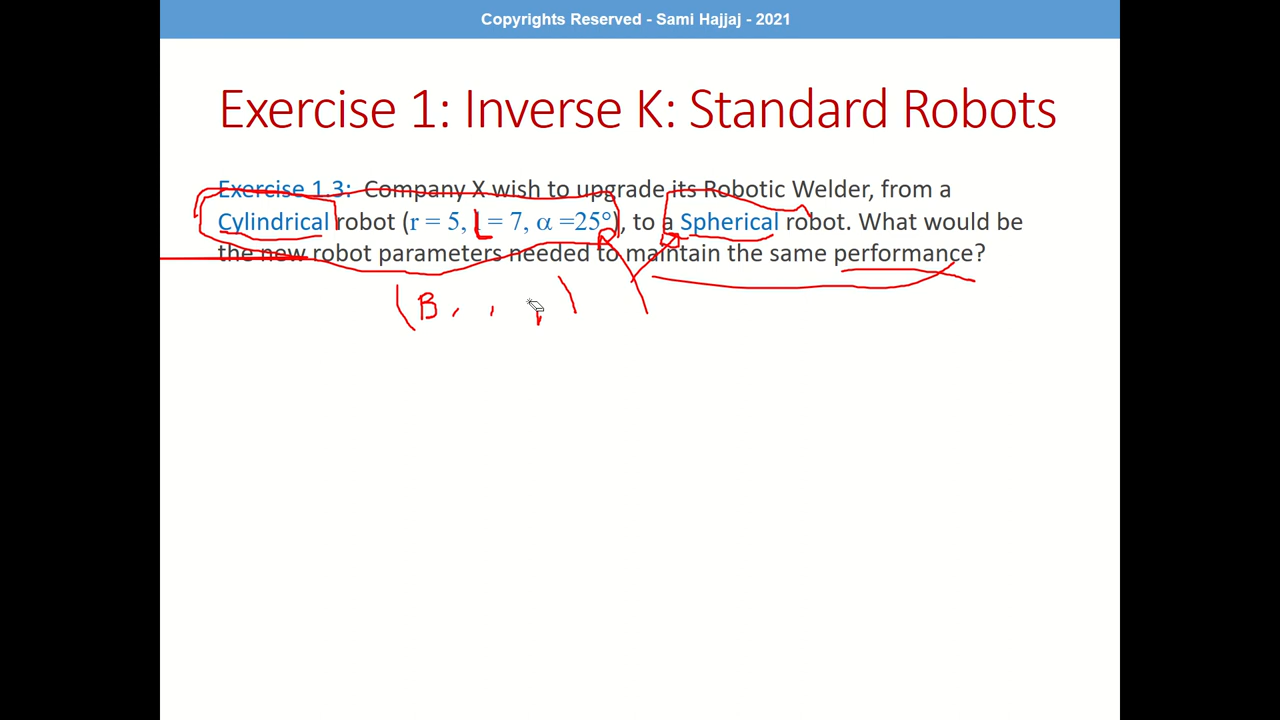 Copyrights Reserved - Sami Hajjaj - 2021
Exercise 1: Inverse K: Standard Robots
Exercise 1.3: Company X wish to upgrade its Robotic Welder, from a
Cylindrical robot (r = 5, L = 7, α =25°), to a Spherical robot. What would be
the new robot parameters needed to maintain the same performance?
( B , , , )